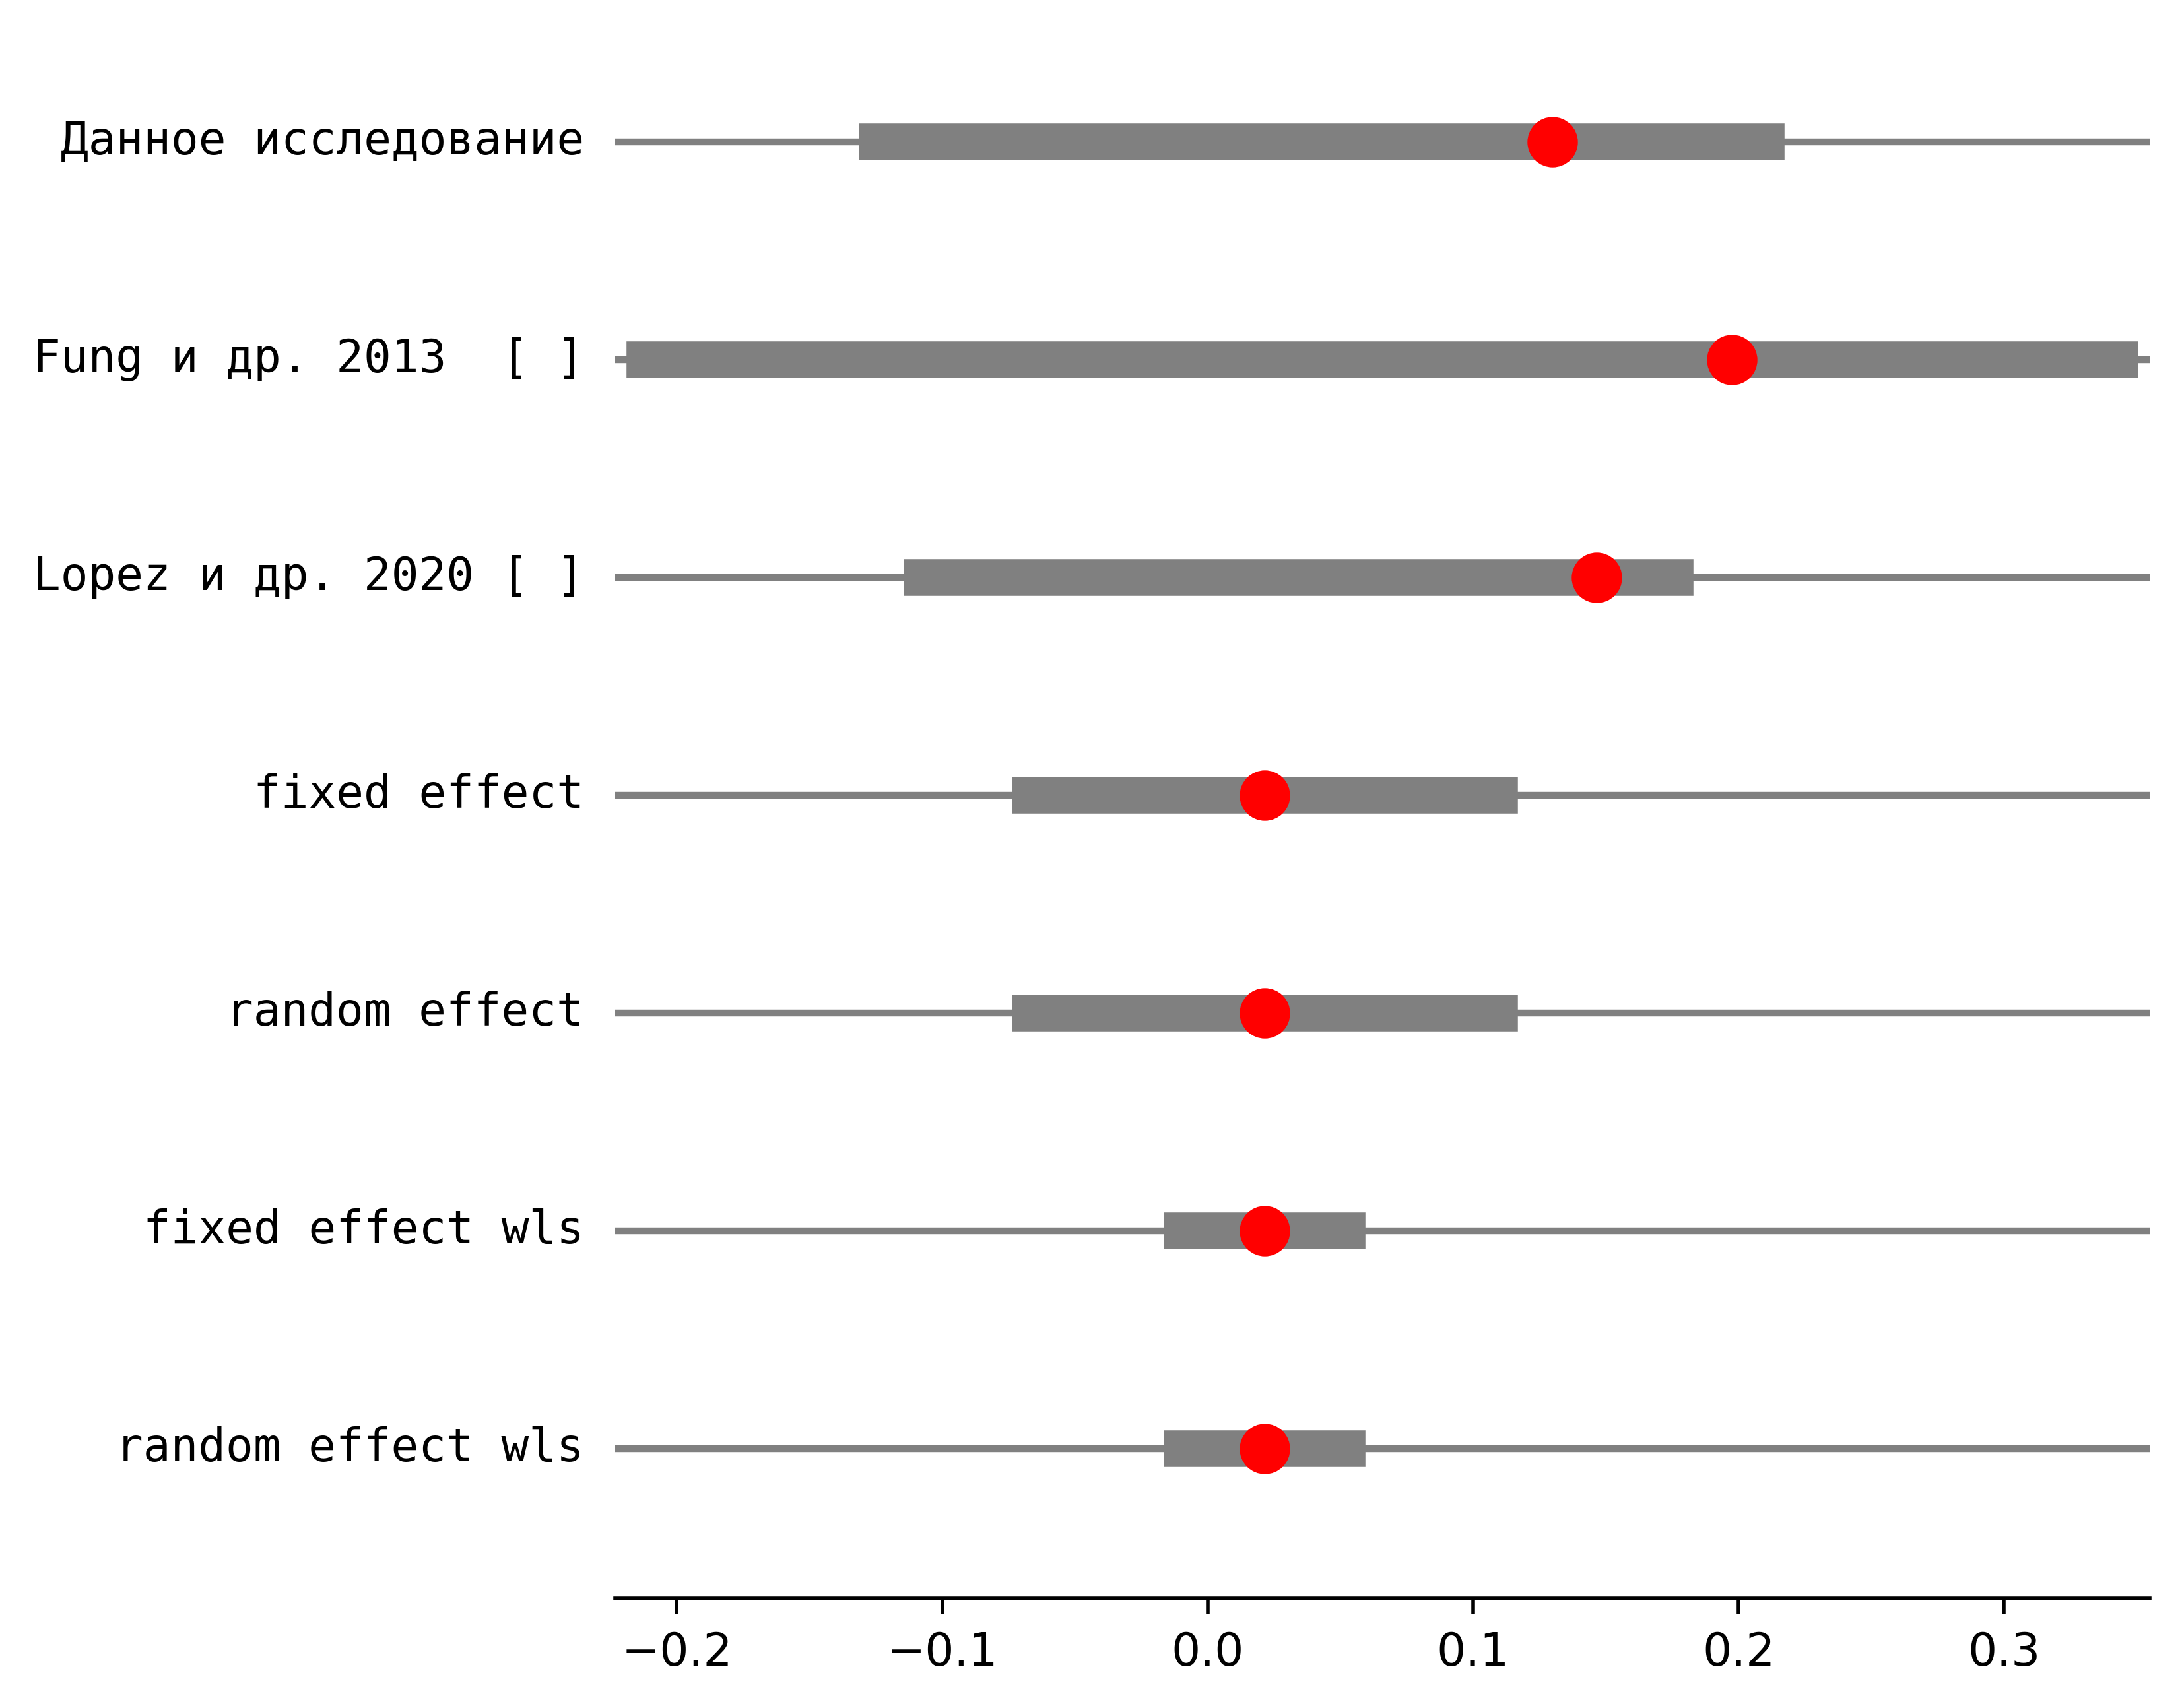 Данное исследование
Fung и др. 2013  [ ]
Lopez и др. 2020 [ ]
fixed effect
random effect
fixed effect wls
random effect wls
−0.2 −0.1 0.0 0.1 0.2 0.3